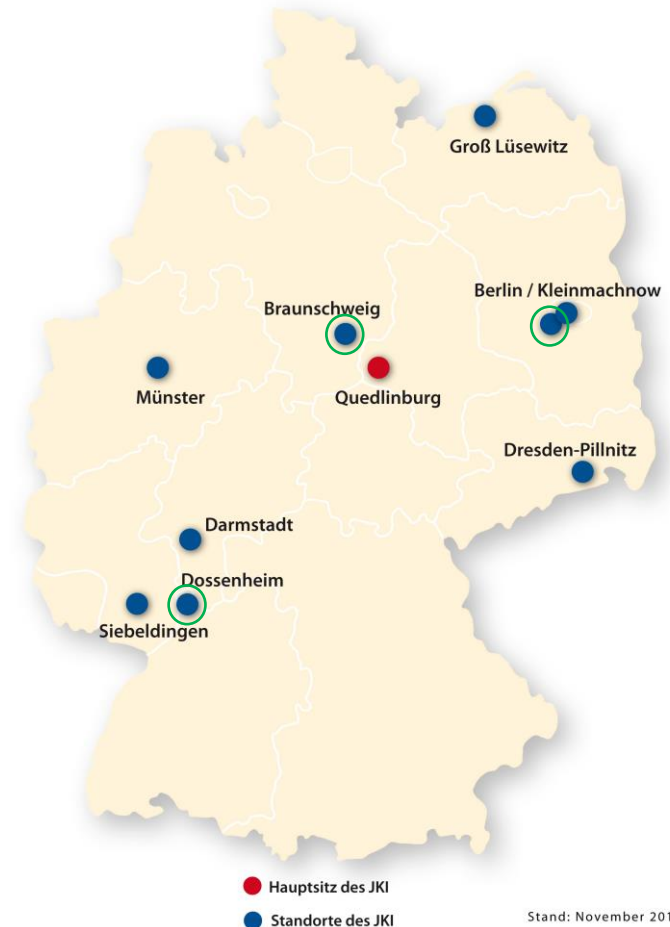 Groß Lüsewitz
Berlin / Kleinmachnow
Braunschweig
Münster
Quedlinburg
Dresden-Pillnitz
Darmstadt
Dossenheim
Siebeldingen
Hauptsitz des JKI
Standorte des JKI
Stand: November 201